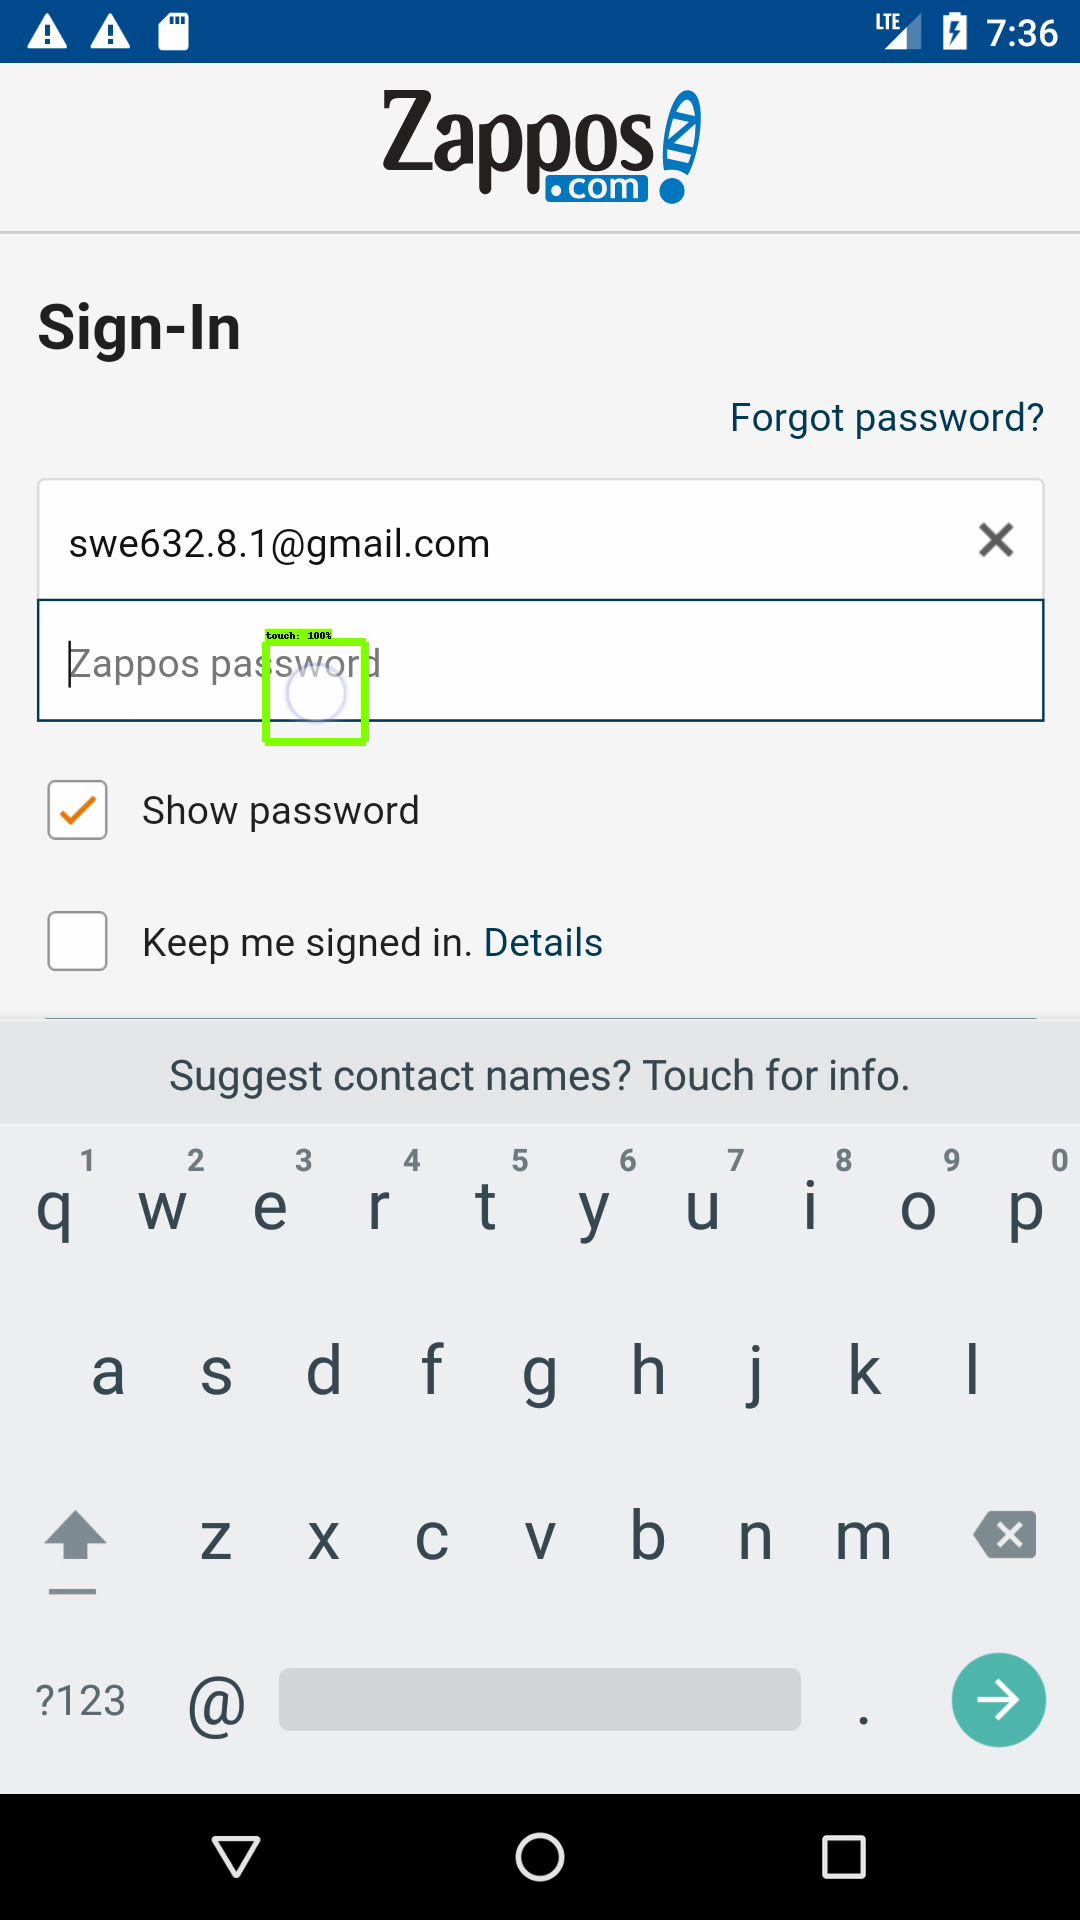 LTE 7:36
Zappos
.com
Sign-In
Forgot password?
swe632.8.1@gmail.com
touch: 100%
Zappos password
Show password
Keep me signed in. Details
Suggest contact names? Touch for info.
1 2 3 4 5 6 7 8 9 0
q w e r t y u i o p
a s d f g h j k l
z x c v b n m
?123 @ .